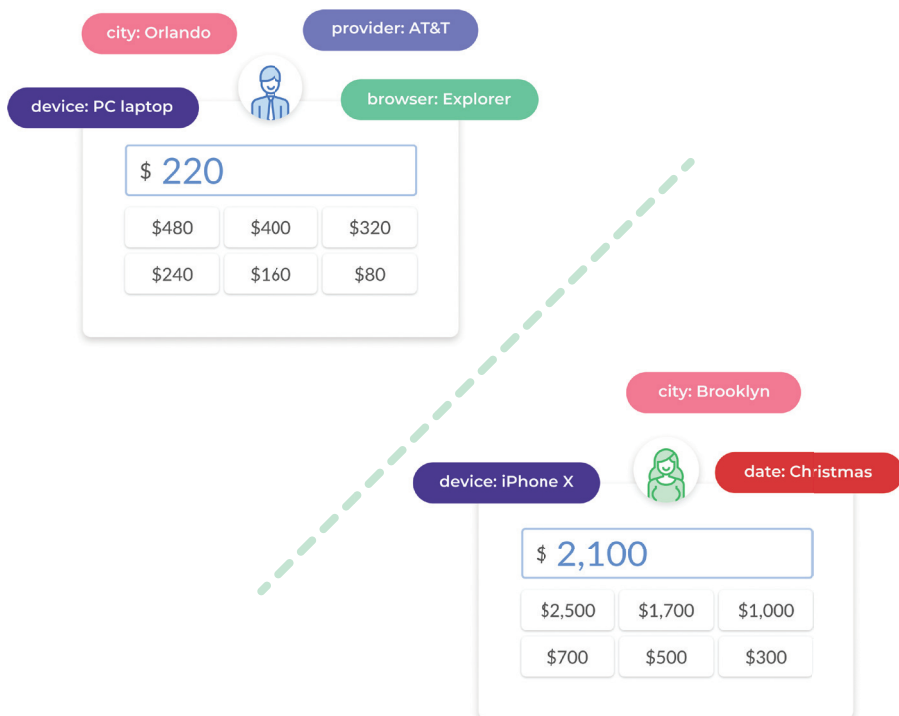 city: Orlando
provider: AT&T
device: PC laptop
browser: Explorer
$ 220
$480 $400 $320
$240 $160 $80
city: Brooklyn
device: iPhone X
date: Christmas
$ 2,100
$2,500 $1,700 $1,000
$700 $500 $300